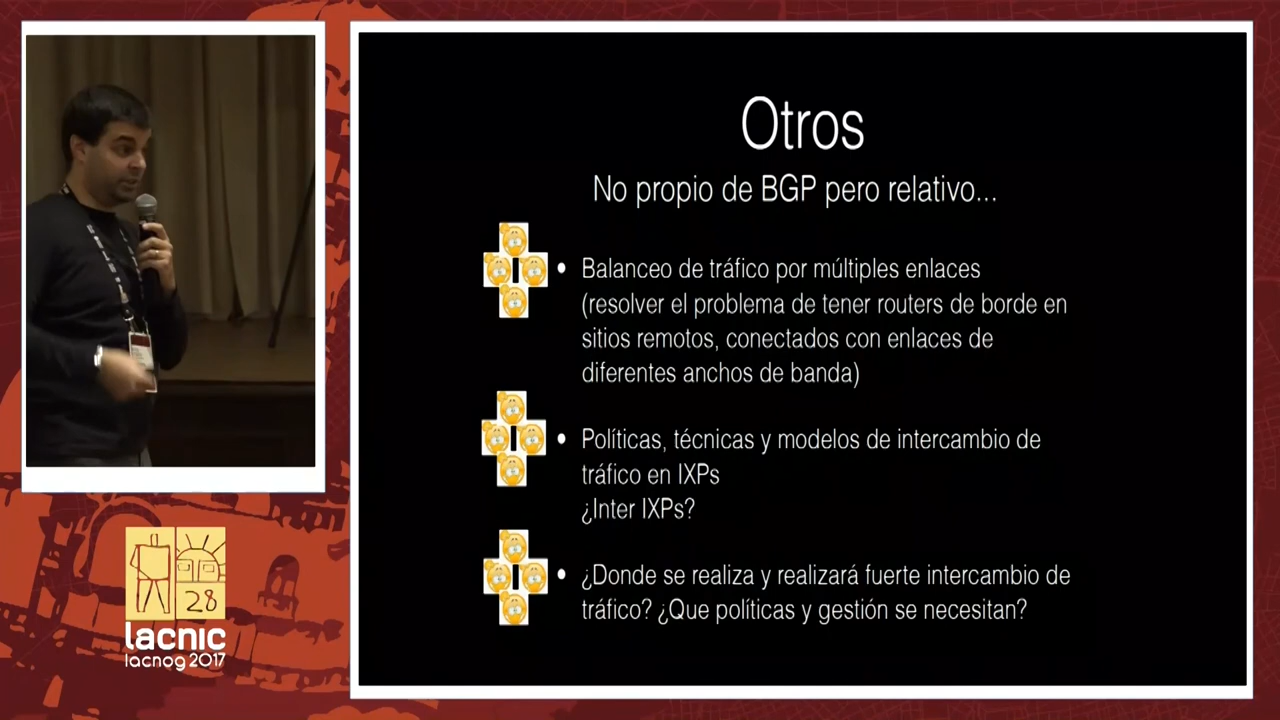 Otros
No propio de BGP pero relativo...
• Balanceo de tráfico por múltiples enlaces
(resolver el problema de tener routers de borde en
sitios remotos, conectados con enlaces de
diferentes anchos de banda)
• Políticas, técnicas y modelos de intercambio de
tráfico en IXPs
¿Inter IXPs?
• ¿Donde se realiza y realizará fuerte intercambio de
tráfico? ¿Que políticas y gestión se necesitan?
28
lacnic
lacnog 2017